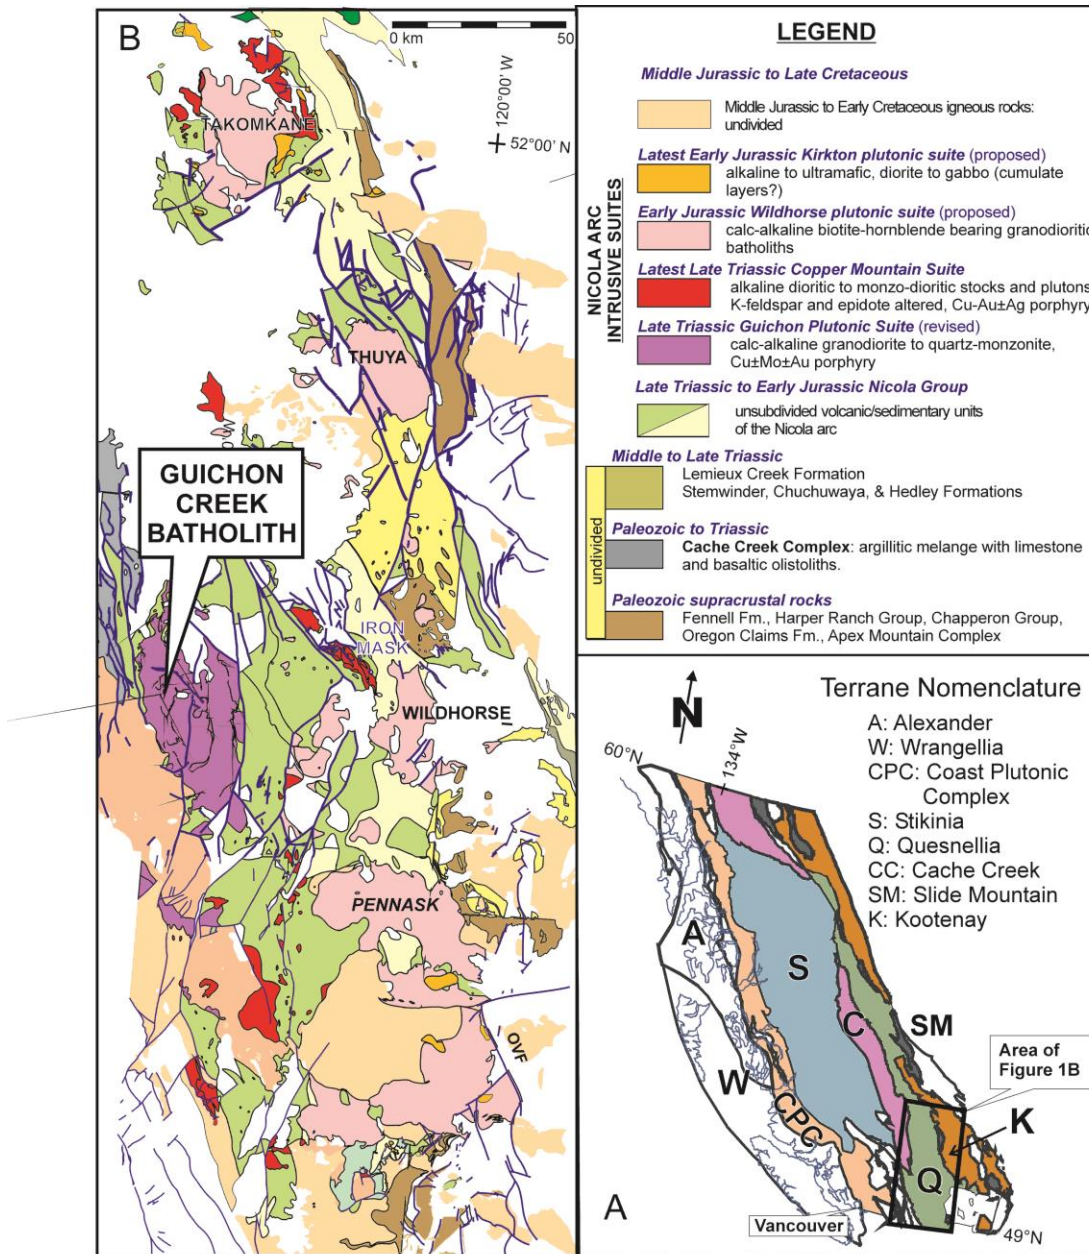 B
0 km 50
120°00' W
52°00' N
TAKOMKANE
THUYA
GUICHON
CREEK
BATHOLITH
IRON
MASK
WILDHORSE
PENNASK
OVF
LEGEND
NICOLA ARC
INTRUSIVE SUITES
Middle Jurassic to Late Cretaceous
Middle Jurassic to Early Cretaceous igneous rocks:
undivided
Latest Early Jurassic Kirkton plutonic suite (proposed)
alkaline to ultramafic, diorite to gabbo (cumulate
layers?)
Early Jurassic Wildhorse plutonic suite (proposed)
calc-alkaline biotite-hornblende bearing granodioritic
batholiths
Latest Late Triassic Copper Mountain Suite
alkaline dioritic to monzo-dioritic stocks and plutons
K-feldspar and epidote altered, Cu-Au±Ag porphyry
Late Triassic Guichon Plutonic Suite (revised)
calc-alkaline granodiorite to quartz-monzonite,
Cu±Mo±Au porphyry
Late Triassic to Early Jurassic Nicola Group
unsubdivided volcanic/sedimentary units
of the Nicola arc
Middle to Late Triassic
Lemieux Creek Formation
Stemwinder, Chuchuwaya, & Hedley Formations
undivided
Paleozoic to Triassic
Cache Creek Complex: argillitic melange with limestone
and basaltic olistoliths.
Paleozoic supracrustal rocks
Fennell Fm., Harper Ranch Group, Chapperon Group,
Oregon Claims Fm., Apex Mountain Complex
Terrane Nomenclature
A: Alexander
W: Wrangellia
CPC: Coast Plutonic
Complex
S: Stikinia
Q: Quesnellia
CC: Cache Creek
SM: Slide Mountain
K: Kootenay
N
60°N
134°W
A
S
C
SM
W
CPC
Area of
Figure 1B
K
Q
A
Vancouver
49°N